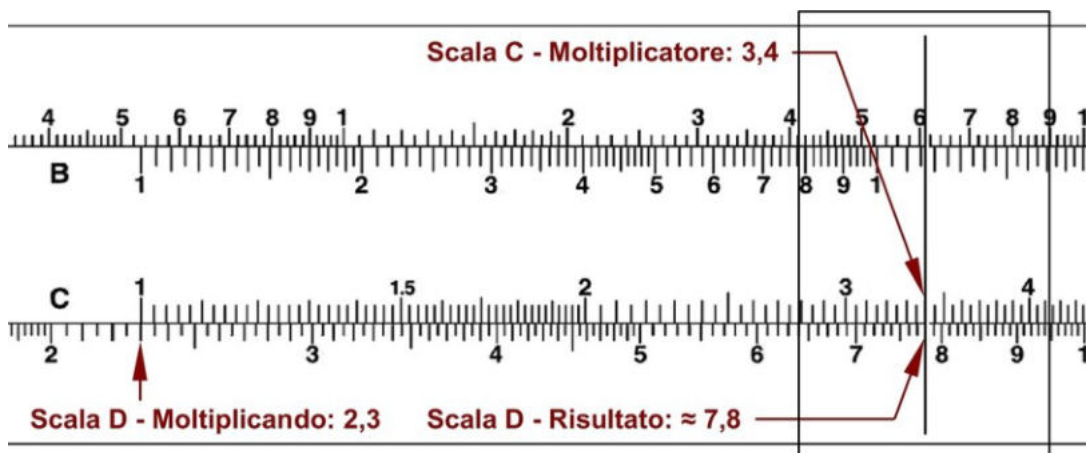 Scala C - Moltiplicatore: 3,4
4 5 6 7 8 9 1 2 3 4 5 6 7 8 9 1
B 1 2 3 4 5 6 7 8 9 1
C 1 1.5 2 3 4
2 3 4 5 6 7 8 9 1
Scala D - Moltiplicando: 2,3 Scala D - Risultato: ≈ 7,8